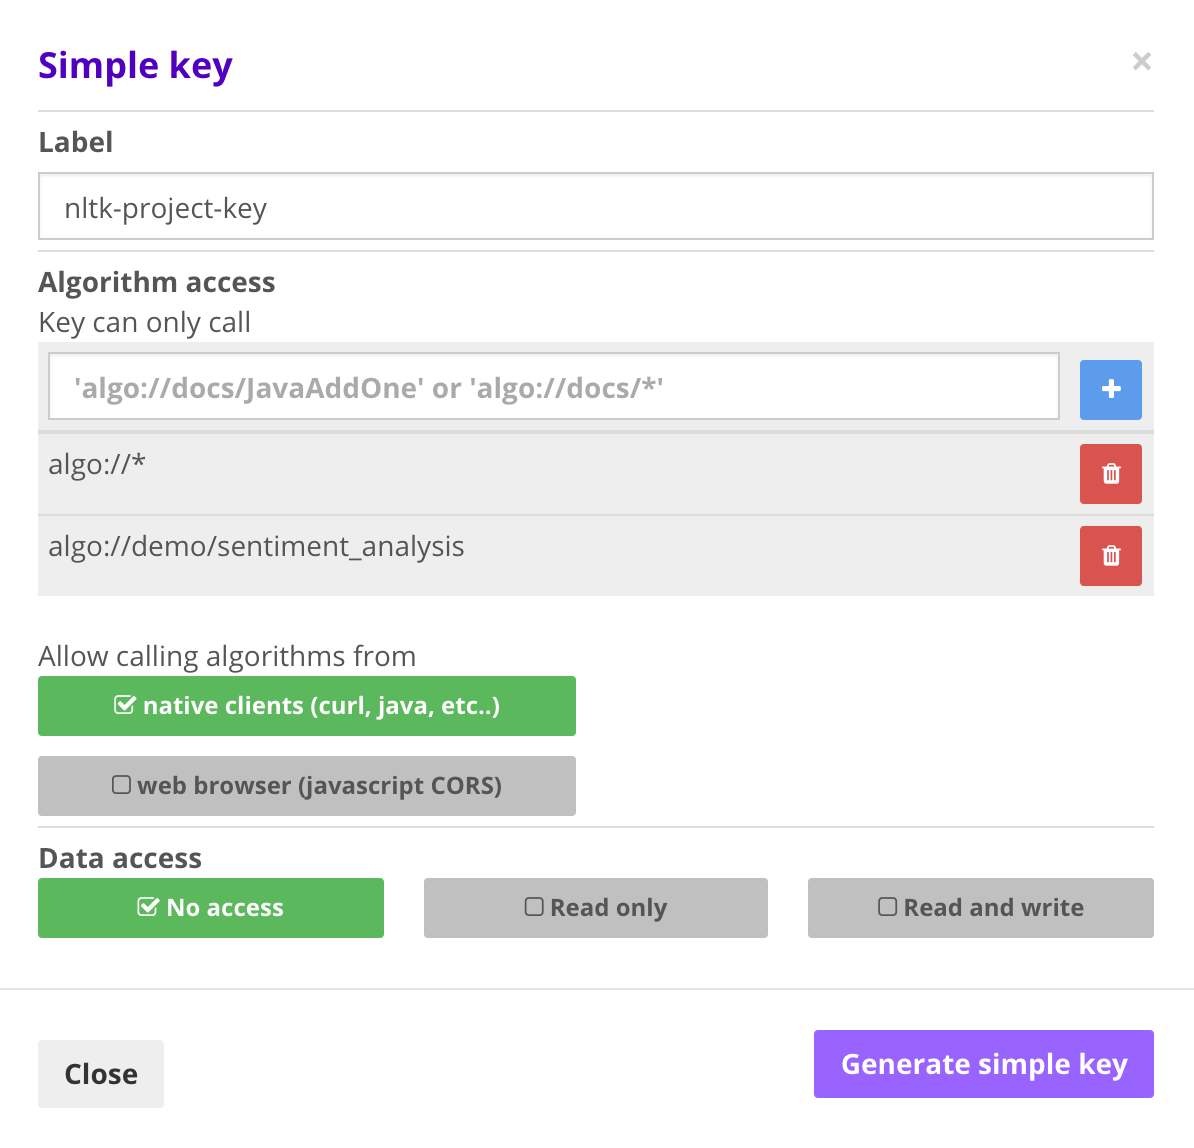 Simple key
×
Label
nltk-project-key
Algorithm access
Key can only call
'algo://docs/JavaAddOne' or 'algo://docs/*'
algo://*
algo://demo/sentiment_analysis
Allow calling algorithms from
native clients (curl, java, etc..)
web browser (javascript CORS)
Data access
No access
Read only
Read and write
Close
Generate simple key